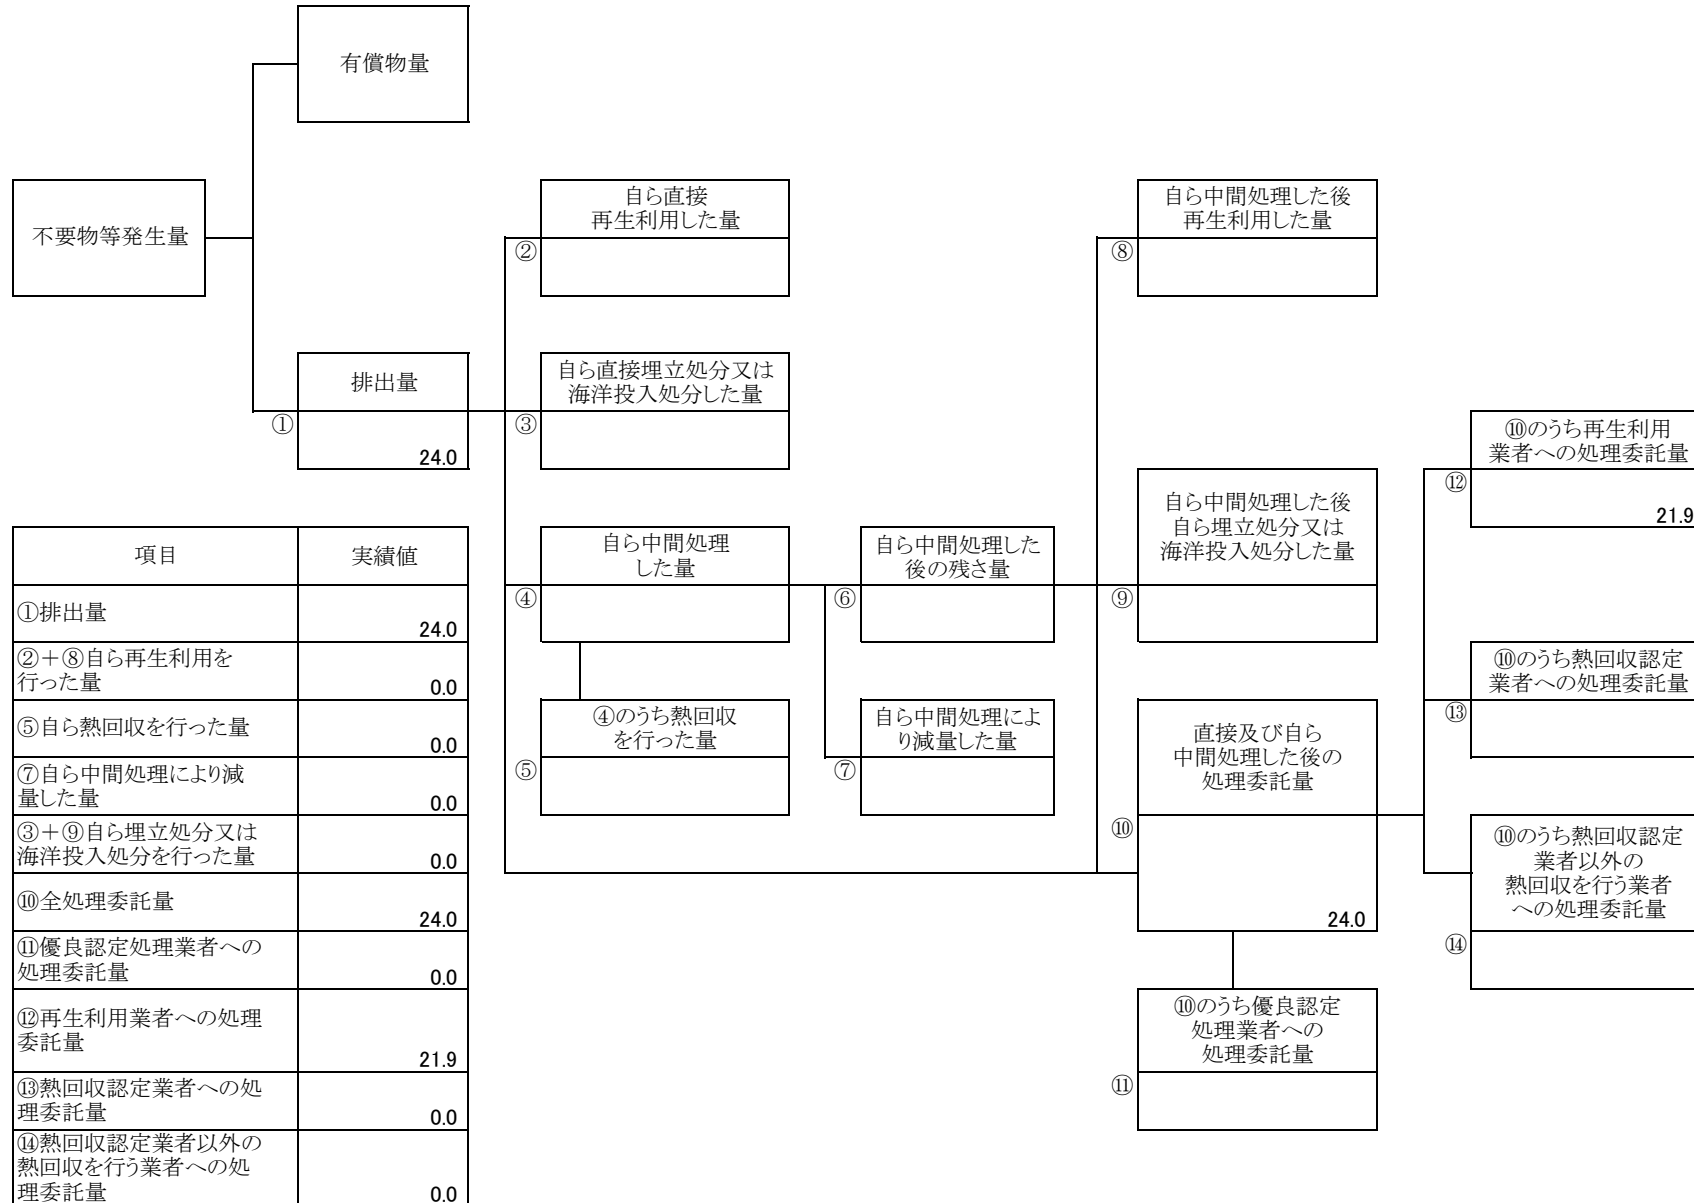 有償物量
不要物等発生量
自ら直接
再生利用した量
②
自ら中間処理した後
再生利用した量
⑧
排出量
①
24.0
自ら直接埋立処分又は
海洋投入処分した量
③
⑩のうち再生利用
業者への処理委託量
⑫
21.9
自ら中間処理した後
自ら埋立処分又は
海洋投入処分した量
⑨
自ら中間処理
した量
④
自ら中間処理した
後の残さ量
⑥
⑩のうち熱回収認定
業者への処理委託量
⑬
④のうち熱回収
を行った量
⑤
自ら中間処理によ
り減量した量
⑦
直接及び自ら
中間処理した後の
処理委託量
⑩
24.0
⑩のうち熱回収認定
業者以外の
熱回収を行う業者
への処理委託量
⑭
⑩のうち優良認定
処理業者への
処理委託量
⑪
項目 実績値
①排出量 24.0
②＋⑧自ら再生利用を
行った量 0.0
⑤自ら熱回収を行った量 0.0
⑦自ら中間処理により減
量した量 0.0
③＋⑨自ら埋立処分又は
海洋投入処分を行った量 0.0
⑩全処理委託量 24.0
⑪優良認定処理業者への
処理委託量 0.0
⑫再生利用業者への処理
委託量 21.9
⑬熱回収認定業者への処
理委託量 0.0
⑭熱回収認定業者以外の
熱回収を行う業者への処
理委託量 0.0